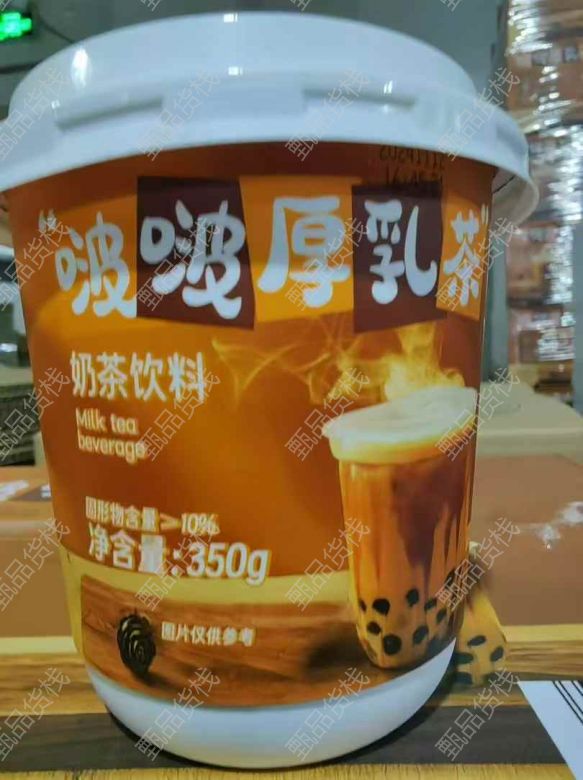 甄品货栈
“啵啵厚乳茶”
奶茶饮料
Milk tea
beverage
固形物含量≥10%
净含量:350g
图片仅供参考